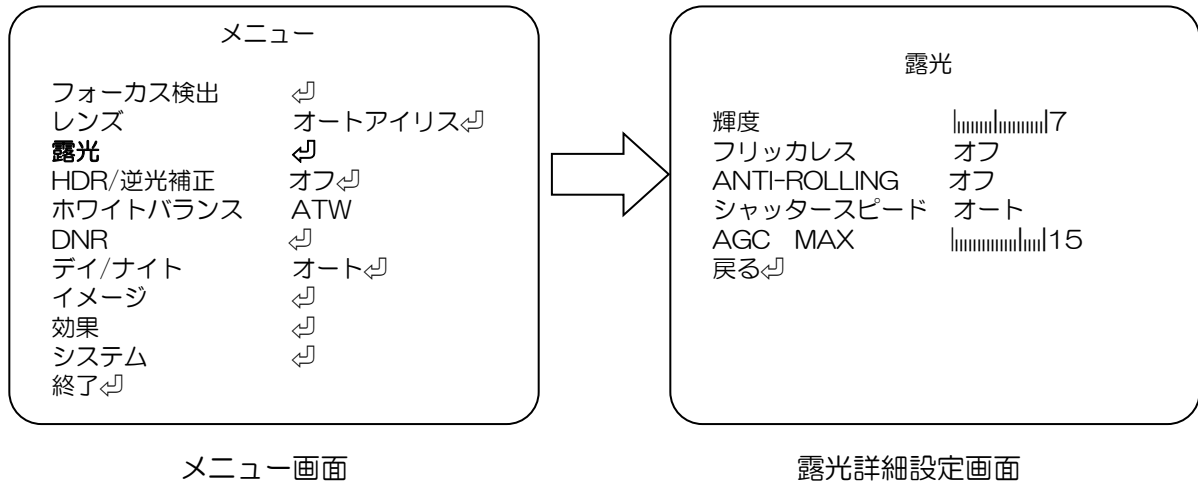 メニュー
フォーカス検出 ⏎
レンズ オートアイリス⏎
露光 ⏎
HDR/逆光補正 オフ⏎
ホワイトバランス ATW
DNR ⏎
デイ/ナイト オート⏎
イメージ ⏎
効果 ⏎
システム ⏎
終了⏎
メニュー画面
露光
輝度 7
フリッカレス オフ
ANTI-ROLLING オフ
シャッタースピード オート
AGC MAX 15
戻る⏎
露光詳細設定画面